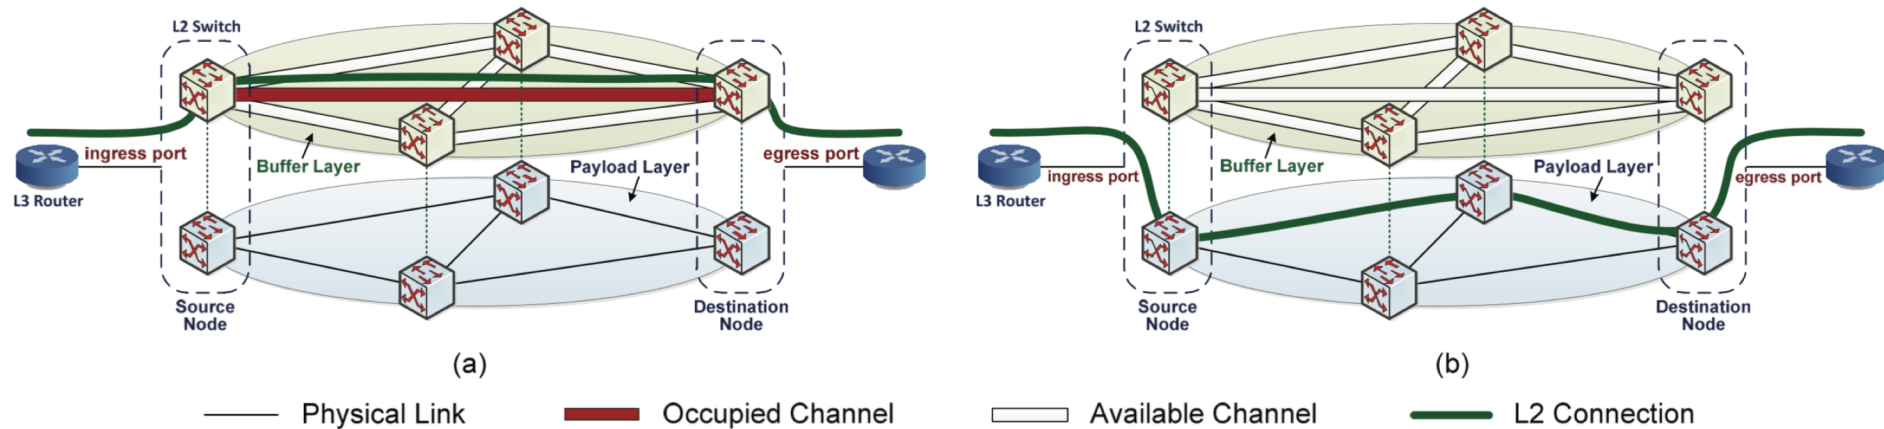 L2 Switch
ingress port
L3 Router
Buffer Layer
Payload Layer
egress port
Source
Node
Destination
Node
(a)
L2 Switch
ingress port
L3 Router
Buffer Layer
Payload Layer
egress port
Source
Node
Destination
Node
(b)
Physical Link
Occupied Channel
Available Channel
L2 Connection